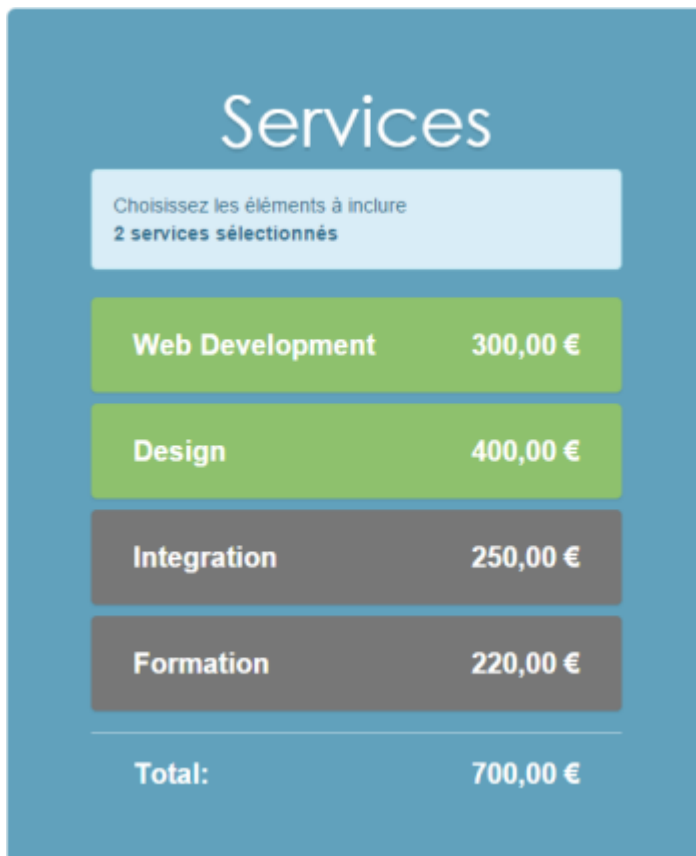 Services
Choisissez les éléments à inclure
2 services sélectionnés
Web Development 300,00 €
Design 400,00 €
Integration 250,00 €
Formation 220,00 €
Total: 700,00 €